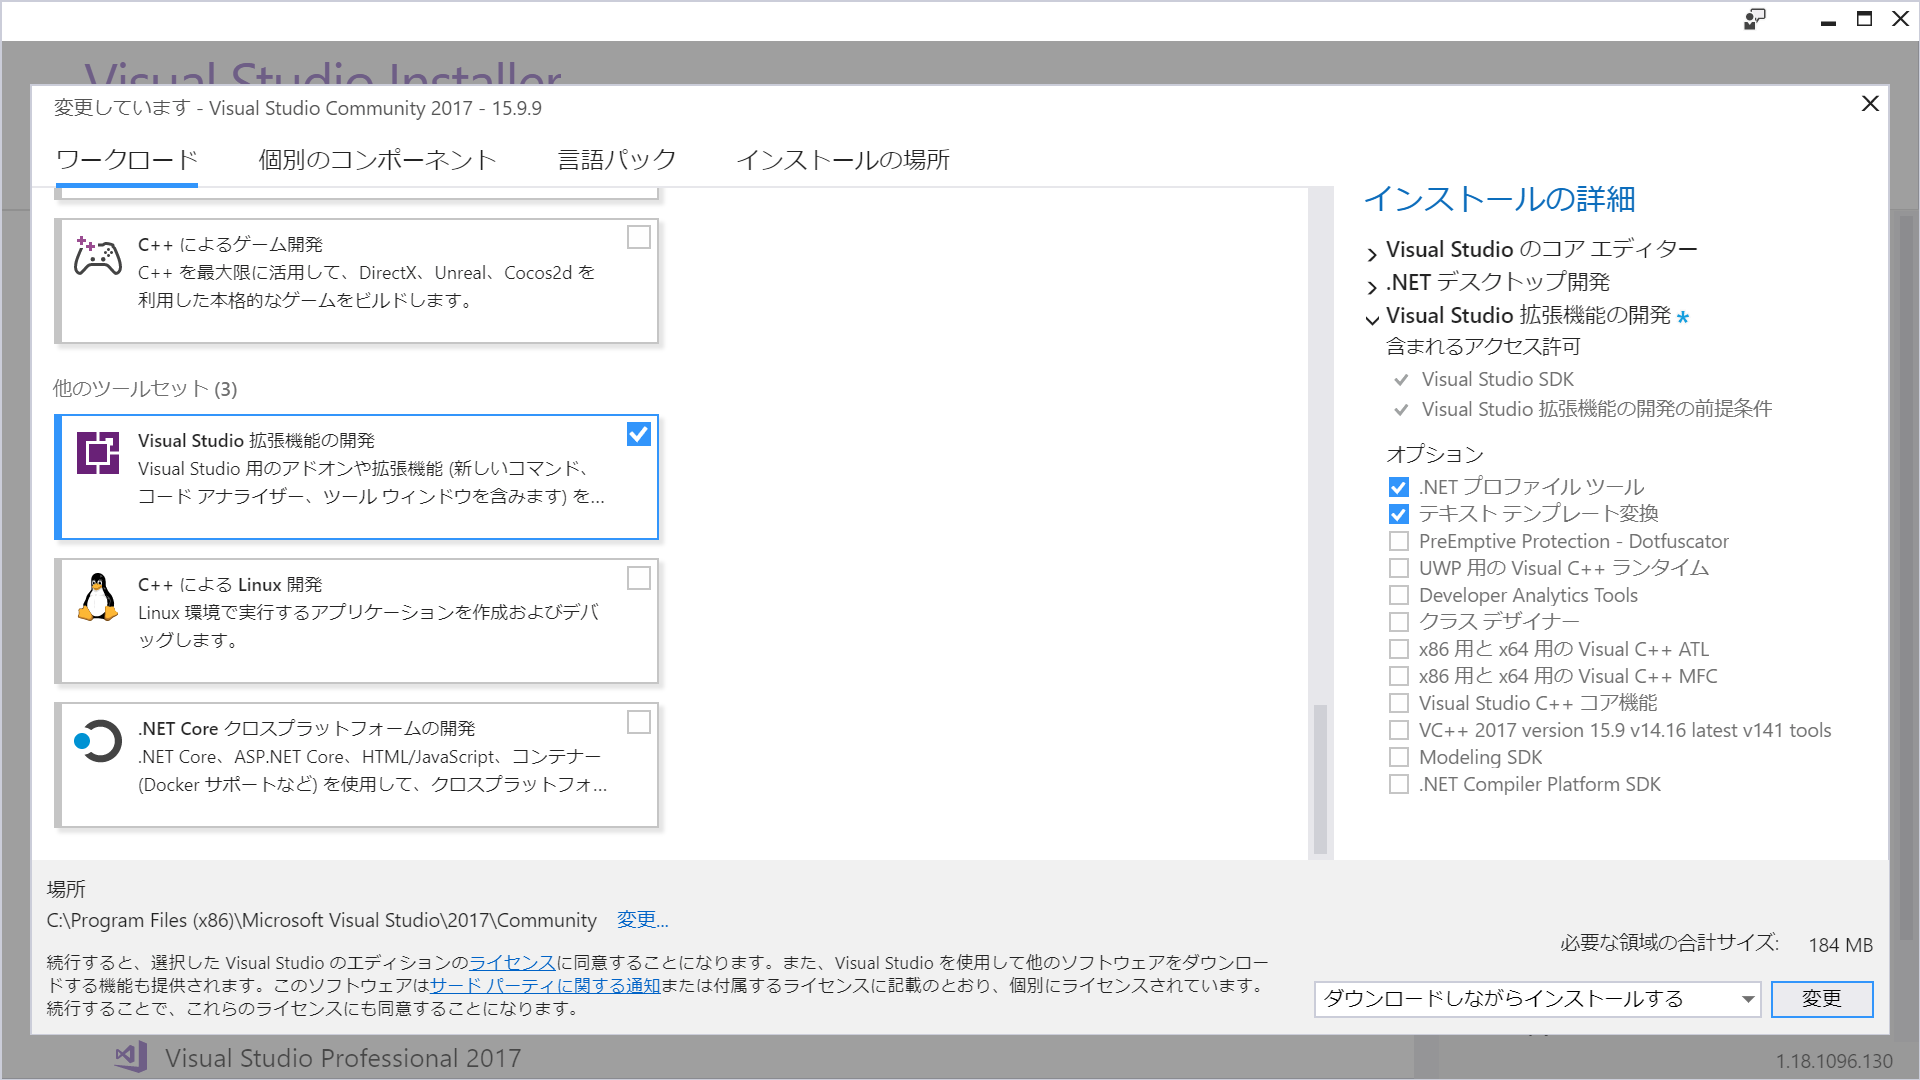 Visual Studio Installer
変更しています - Visual Studio Community 2017 - 15.9.9
ワークロード
個別のコンポーネント
言語パック
インストールの場所
C++ によるゲーム開発
C++ を最大限に活用して、DirectX、Unreal、Cocos2d を
利用した本格的なゲームをビルドします。
他のツールセット (3)
Visual Studio 拡張機能の開発
Visual Studio 用のアドオンや拡張機能 (新しいコマンド、
コード アナライザー、ツール ウィンドウを含みます) を...
C++ による Linux 開発
Linux 環境で実行するアプリケーションを作成およびデバ
ッグします。
.NET Core クロスプラットフォームの開発
.NET Core、ASP.NET Core、HTML/JavaScript、コンテナー
(Docker サポートなど) を使用して、クロスプラットフォ...
インストールの詳細
Visual Studio のコア エディター
.NET デスクトップ開発
Visual Studio 拡張機能の開発 *
含まれるアクセス許可
Visual Studio SDK
Visual Studio 拡張機能の開発の前提条件
オプション
.NET プロファイル ツール
テキスト テンプレート変換
PreEmptive Protection - Dotfuscator
UWP 用の Visual C++ ランタイム
Developer Analytics Tools
クラス デザイナー
x86 用と x64 用の Visual C++ ATL
x86 用と x64 用の Visual C++ MFC
Visual Studio C++ コア機能
VC++ 2017 version 15.9 v14.16 latest v141 tools
Modeling SDK
.NET Compiler Platform SDK
場所
C:\Program Files (x86)\Microsoft Visual Studio\2017\Community 変更...
続行すると、選択した Visual Studio のエディションのライセンスに同意することになります。また、Visual Studio を使用して他のソフトウェアをダウンロー
ドする機能も提供されます。このソフトウェアはサード パーティに関する通知または付属するライセンスに記載のとおり、個別にライセンスされています。
続行することで、これらのライセンスにも同意することになります。
必要な領域の合計サイズ: 184 MB
ダウンロードしながらインストールする
変更
Visual Studio Professional 2017
1.18.1096.130